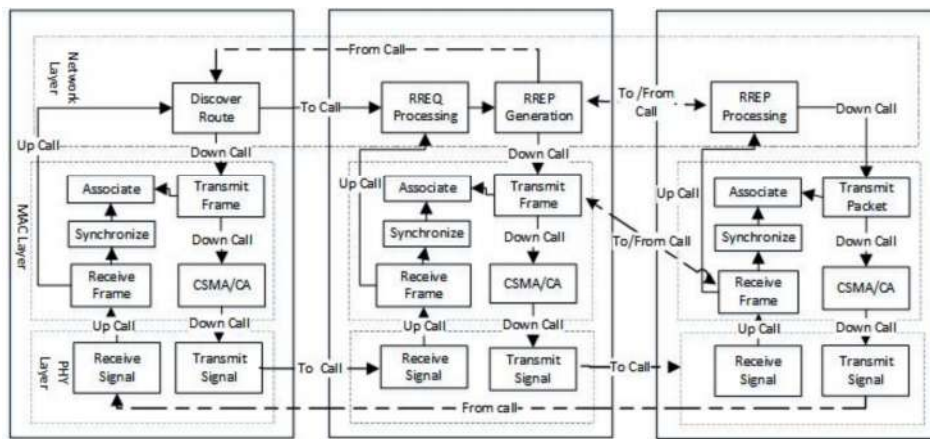 Network
Layer
From Call
Discover
Route
To Call
RREQ
Processing
RREP
Generation
To /From
Call
RREP
Processing
Down Call
Up Call
Down Call
MAC Layer
Associate
Transmit
Frame
Synchronize
Down Call
Receive
Frame
CSMA/CA
Up Call
Down Call
Up Call
Down Call
Associate
Transmit
Frame
Synchronize
Down Call
Receive
Frame
CSMA/CA
Up Call
Down Call
To/From Call
Up Call
Associate
Transmit
Packet
Synchronize
Down Call
Receive
Frame
CSMA/CA
Up Call
Down Call
PHY
Layer
Receive
Signal
Transmit
Signal
To Call
Receive
Signal
Transmit
Signal
To Call
Receive
Signal
Transmit
Signal
From call